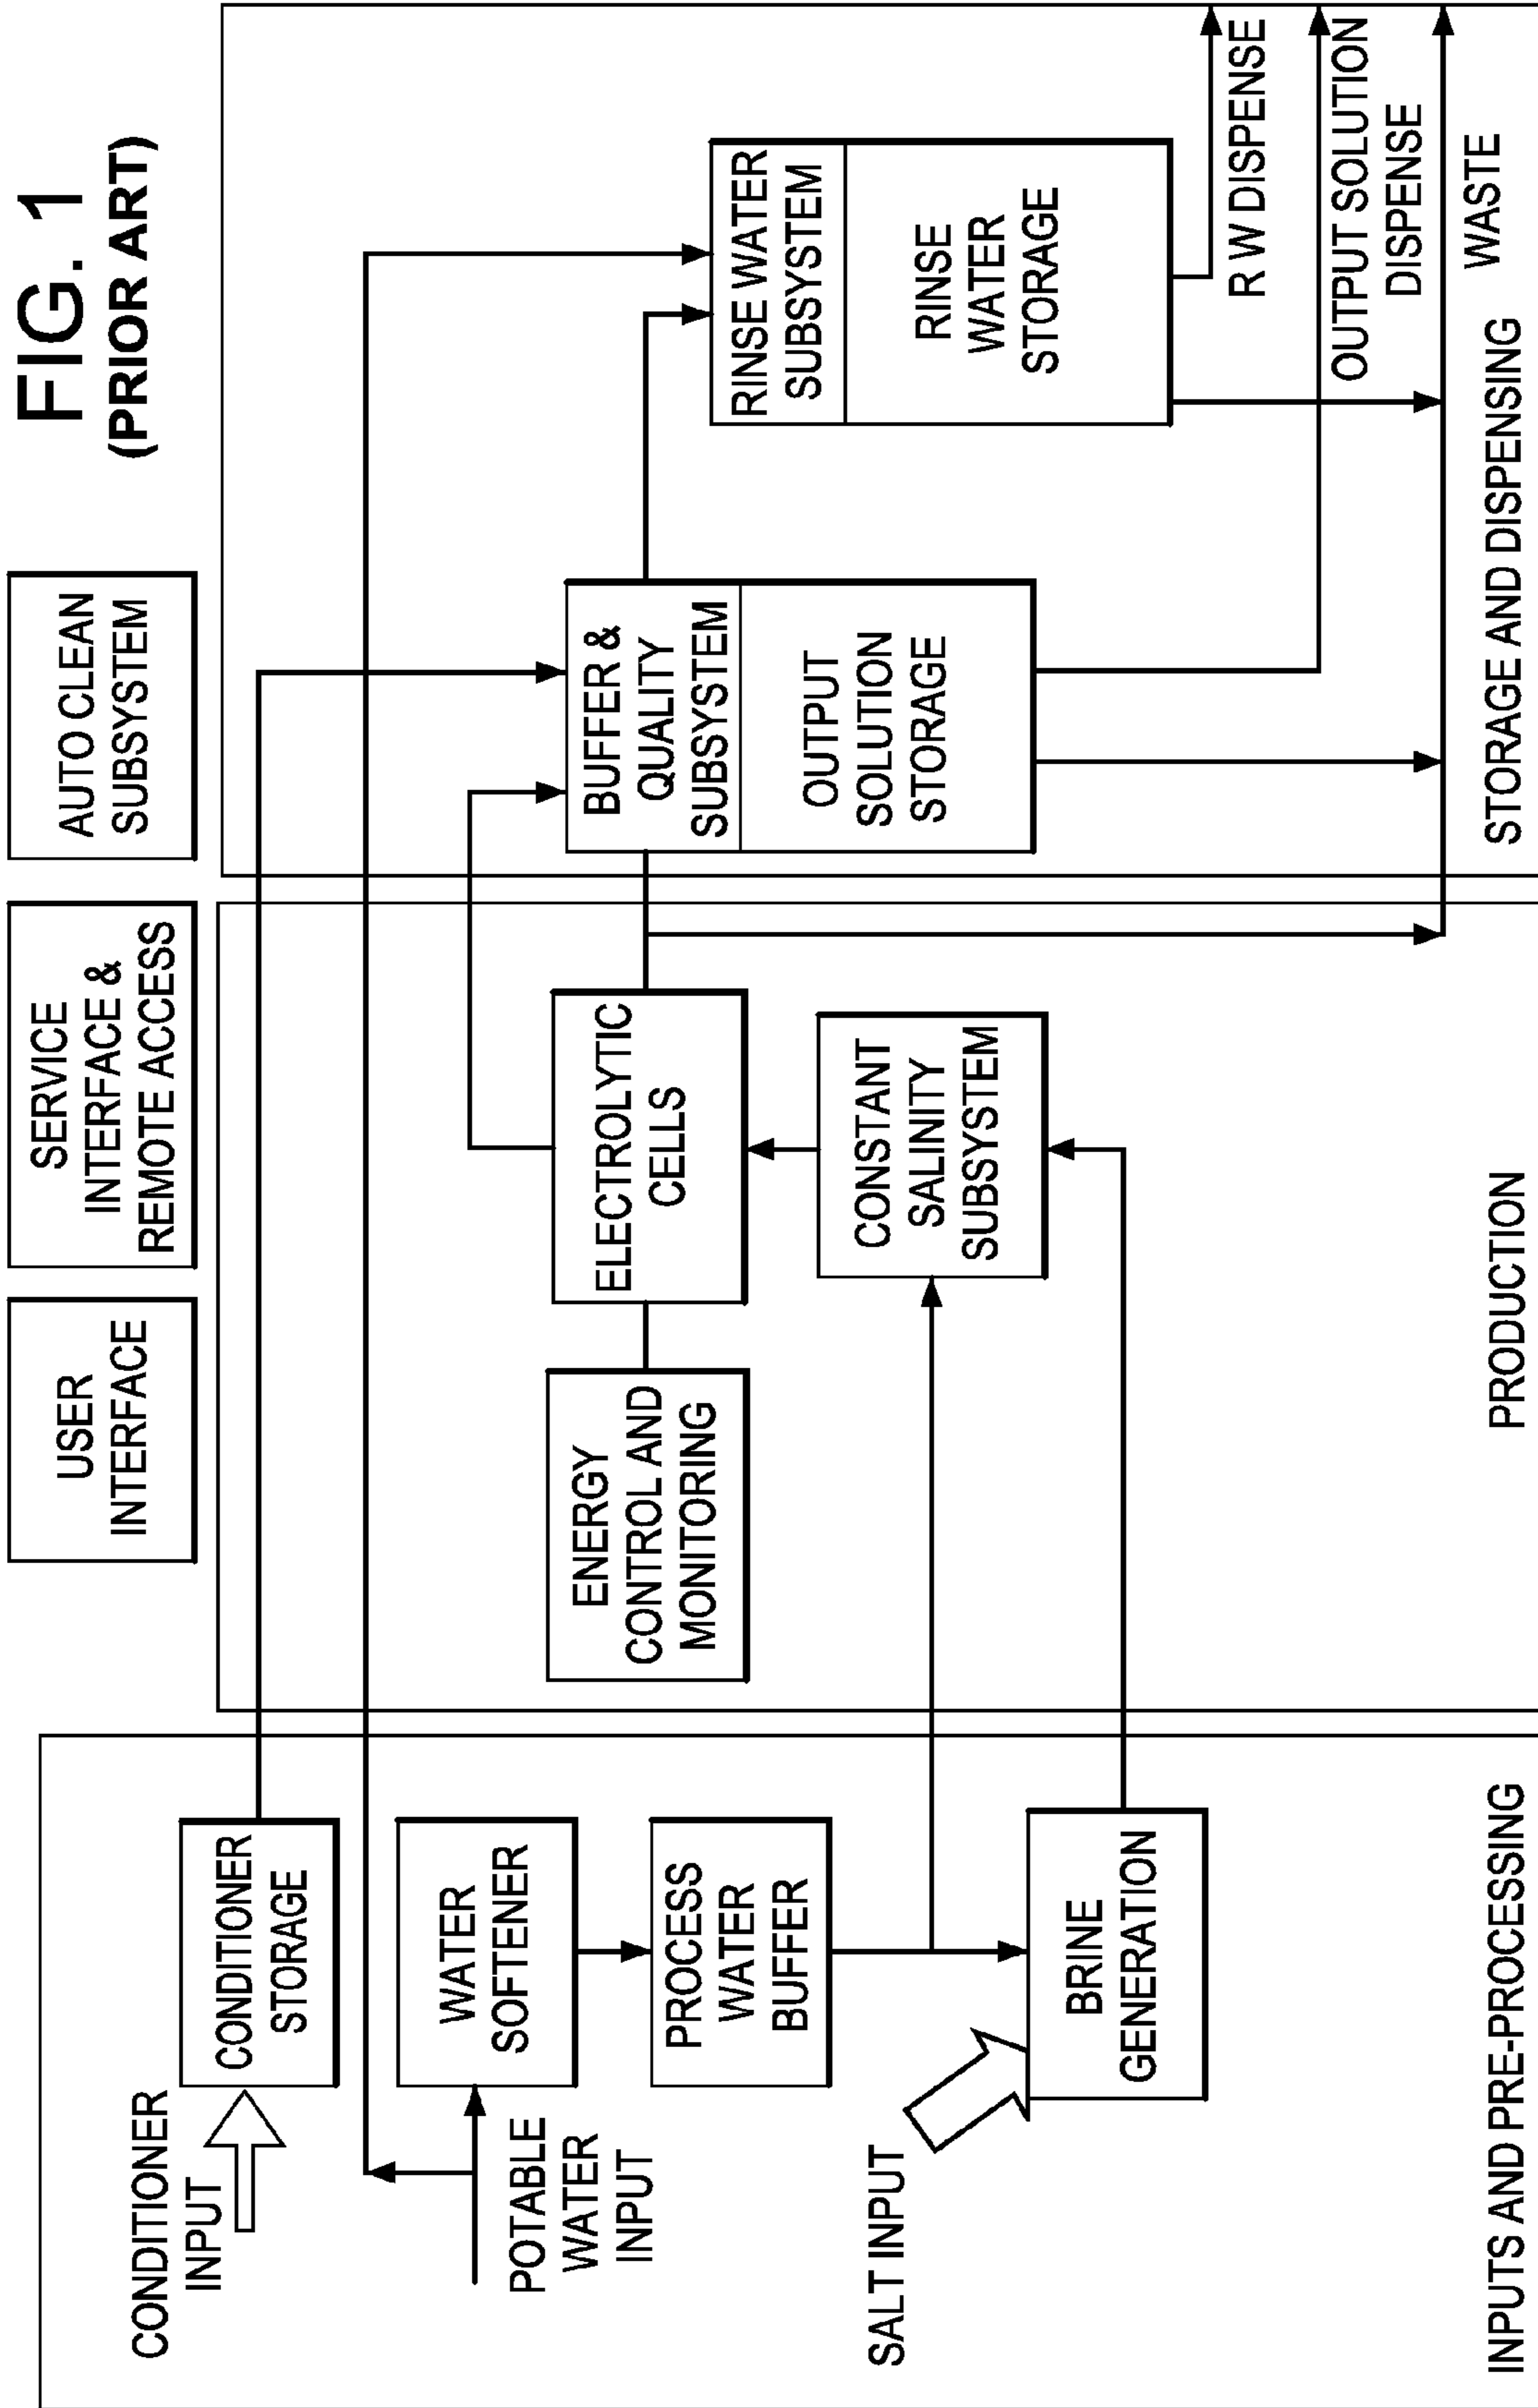 FIG. 1
(PRIOR ART)
USER
INTERFACE
SERVICE
INTERFACE &
REMOTE ACCESS
AUTO CLEAN
SUBSYSTEM
CONDITIONER
INPUT
CONDITIONER
STORAGE
POTABLE
WATER
INPUT
WATER
SOFTENER
PROCESS
WATER
BUFFER
SALT INPUT
BRINE
GENERATION
INPUTS AND PRE-PROCESSING
ENERGY
CONTROL AND
MONITORING
ELECTROLYTIC
CELLS
CONSTANT
SALINITY
SUBSYSTEM
PRODUCTION
BUFFER &
QUALITY
SUBSYSTEM
OUTPUT
SOLUTION
STORAGE
RINSE WATER
SUBSYSTEM
RINSE
WATER
STORAGE
R W DISPENSE
OUTPUT SOLUTION
DISPENSE
WASTE
STORAGE AND DISPENSING